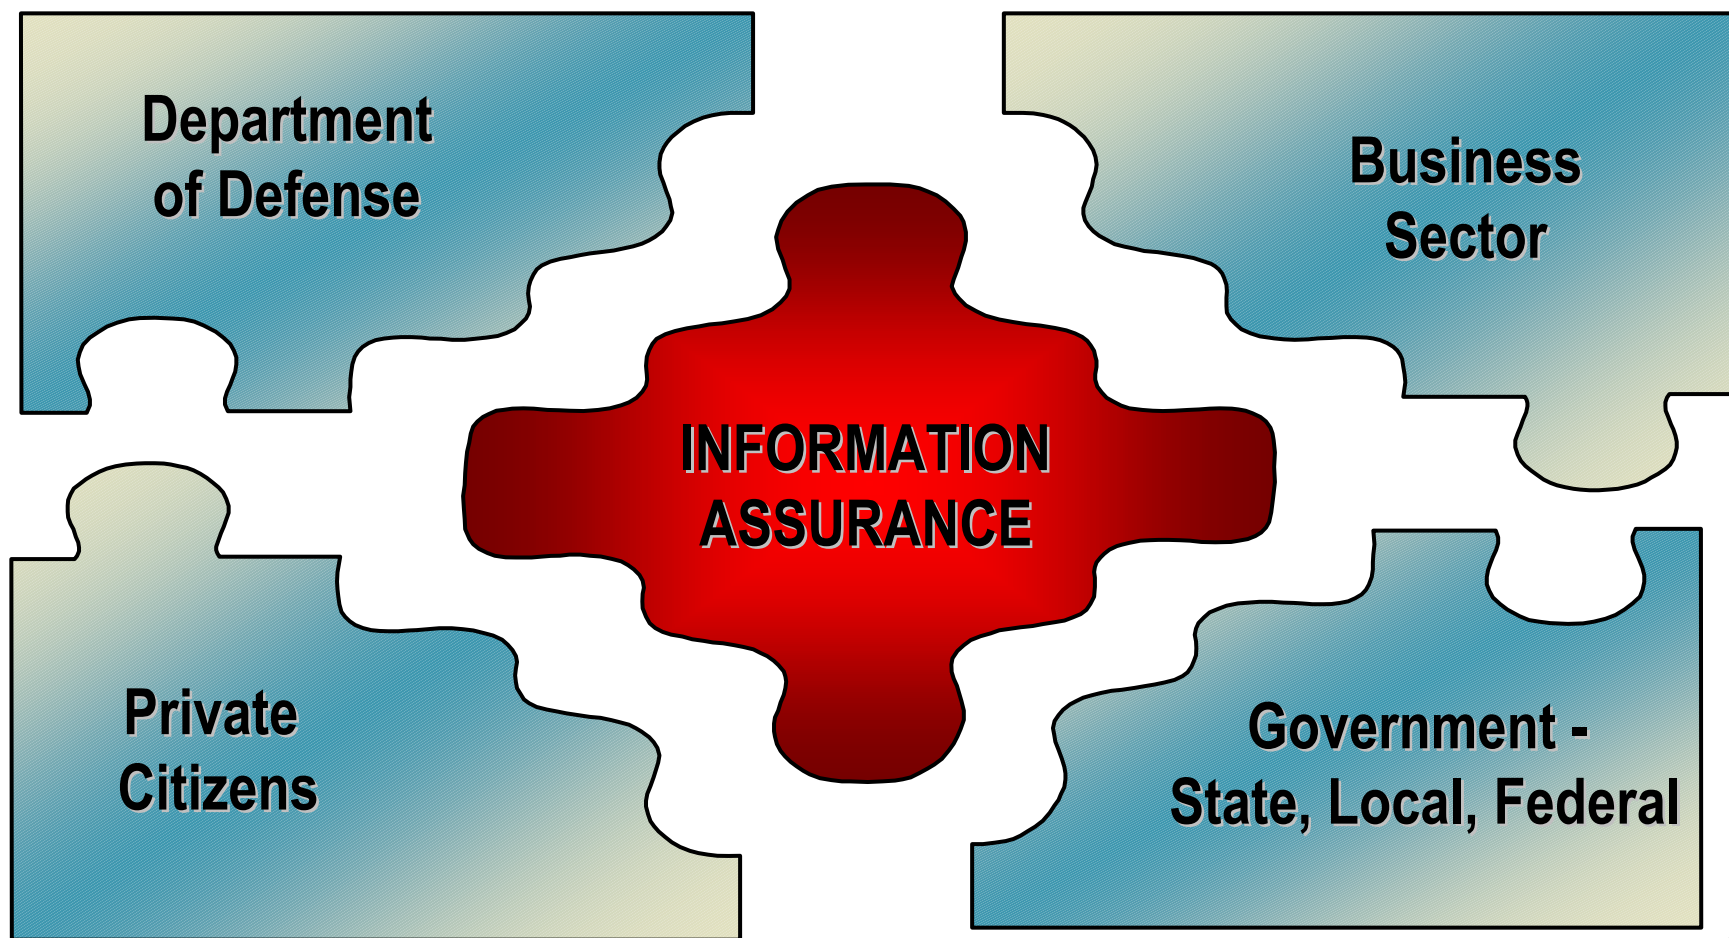 Department
of Defense
Business
Sector
INFORMATION
ASSURANCE
Private
Citizens
Government -
State, Local, Federal